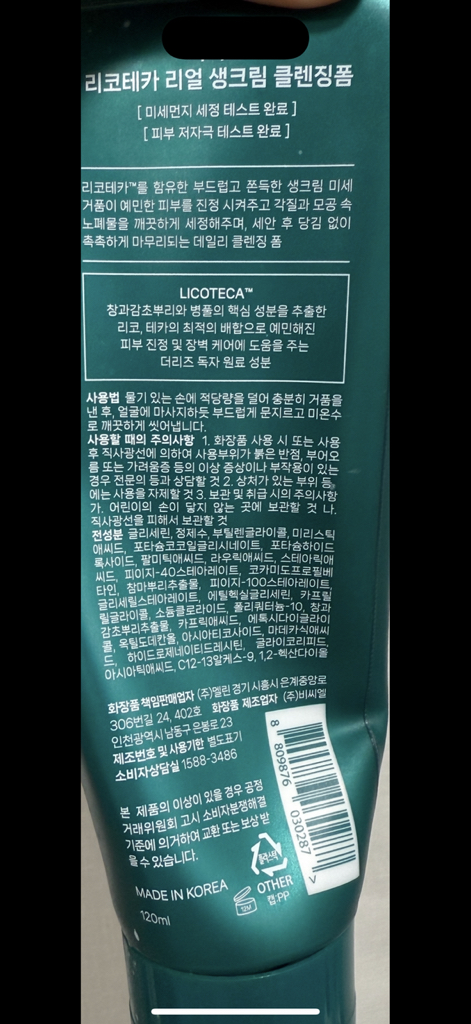 리코테카 리얼 생크림 클렌징폼
[ 미세먼지 세정 테스트 완료 ]
[ 피부 저자극 테스트 완료 ]
리코테카™를 함유한 부드럽고 쫀득한 생크림 미세
거품이 예민한 피부를 진정 시켜주고 각질과 모공 속
노폐물을 깨끗하게 세정해주며, 세안 후 당김 없이
촉촉하게 마무리되는 데일리 클렌징 폼
LICOTECA™
창과감초뿌리와 병풀의 핵심 성분을 추출한
리코, 테카의 최적의 배합으로 예민해진
피부 진정 및 장벽 케어에 도움을 주는
더리즈 독자 원료 성분
사용법 물기 있는 손에 적당량을 덜어 충분히 거품을
낸 후, 얼굴에 마사지하듯 부드럽게 문지르고 미온수
로 깨끗하게 씻어냅니다.
사용할 때의 주의사항 1. 화장품 사용 시 또는 사용
후 직사광선에 의하여 사용부위가 붉은 반점, 부어오
름 또는 가려움증 등의 이상 증상이나 부작용이 있는
경우 전문의 등과 상담할 것 2. 상처가 있는 부위 등
에는 사용을 자제할 것 3. 보관 및 취급 시의 주의사항
가. 어린이의 손이 닿지 않는 곳에 보관할 것 나.
직사광선을 피해서 보관할 것
전성분 글리세린, 정제수, 부틸렌글라이콜, 미리스틱
애씨드, 포타슘코코일글리시네이트, 포타슘하이드
록사이드, 팔미틱애씨드, 라우릭애씨드, 스테아릭애
씨드, 피이지-40스테아레이트, 코카미도프로필베
타인, 참마뿌리추출물, 피이지-100스테아레이트,
글리세릴스테아레이트, 에틸헥실글리세린, 카프릴
릴글라이콜, 소듐클로라이드, 폴리쿼터늄-10, 창과
감초뿌리추출물, 카프릭애씨드, 에톡시다이글라이
콜, 옥틸도데칸올, 아시아티코사이드, 마데카식애씨
드, 하이드로제네이티드레시틴, 글라이코리피드,
아시아틱애씨드, C12-13알케스-9, 1,2-헥산다이올
화장품 책임판매업자 (주)엘린 경기 시흥시 은계중앙로
306번길 24, 402호 화장품 제조업자 (주)비씨엘
인천광역시 남동구 은봉로 23
제조번호 및 사용기한 별도표기
소비자상담실 1588-3486
본 제품의 이상이 있을 경우 공정
거래위원회 고시 소비자분쟁해결
기준에 의거하여 교환 또는 보상 받
을 수 있습니다.
8 809876 030287 >
플라스틱
OTHER
캡:PP
12M
MADE IN KOREA
120ml